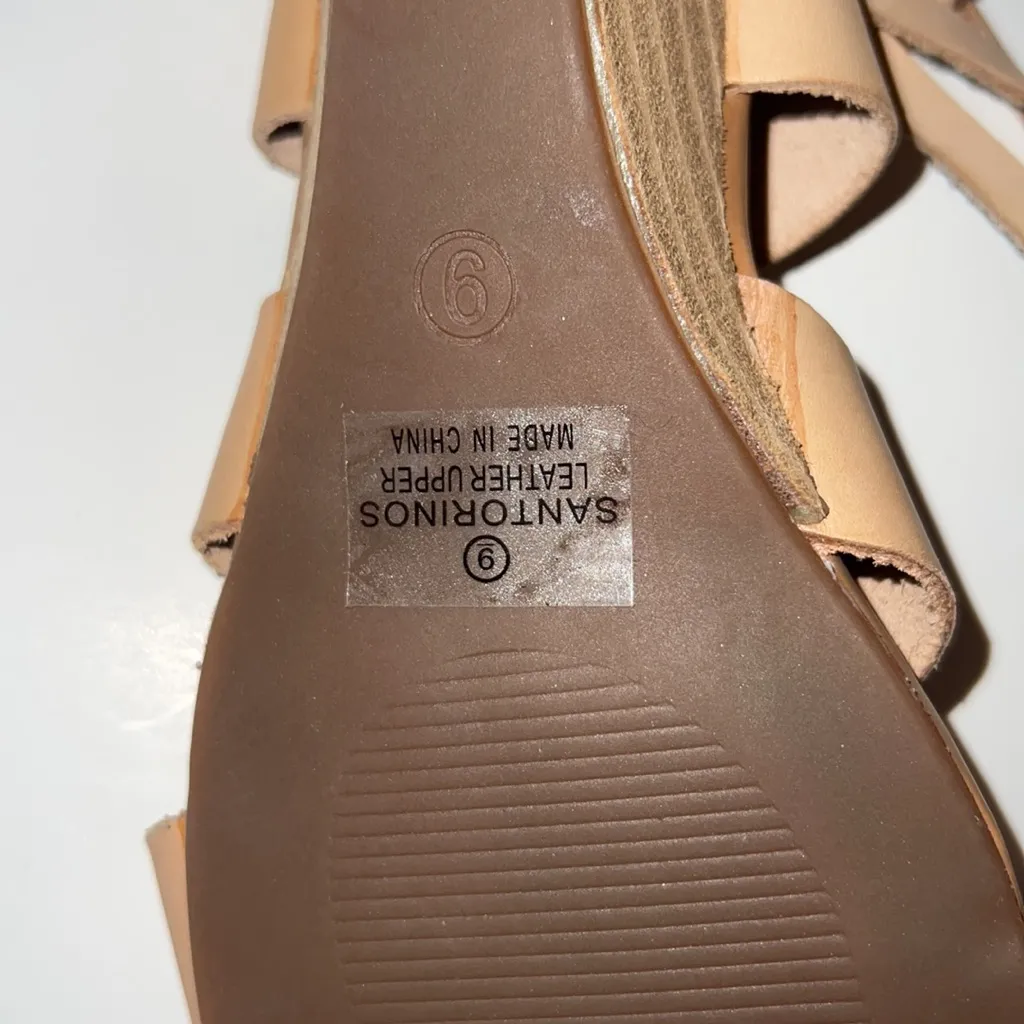 6
6
SANTORINOS
LEATHER UPPER
MADE IN CHINA